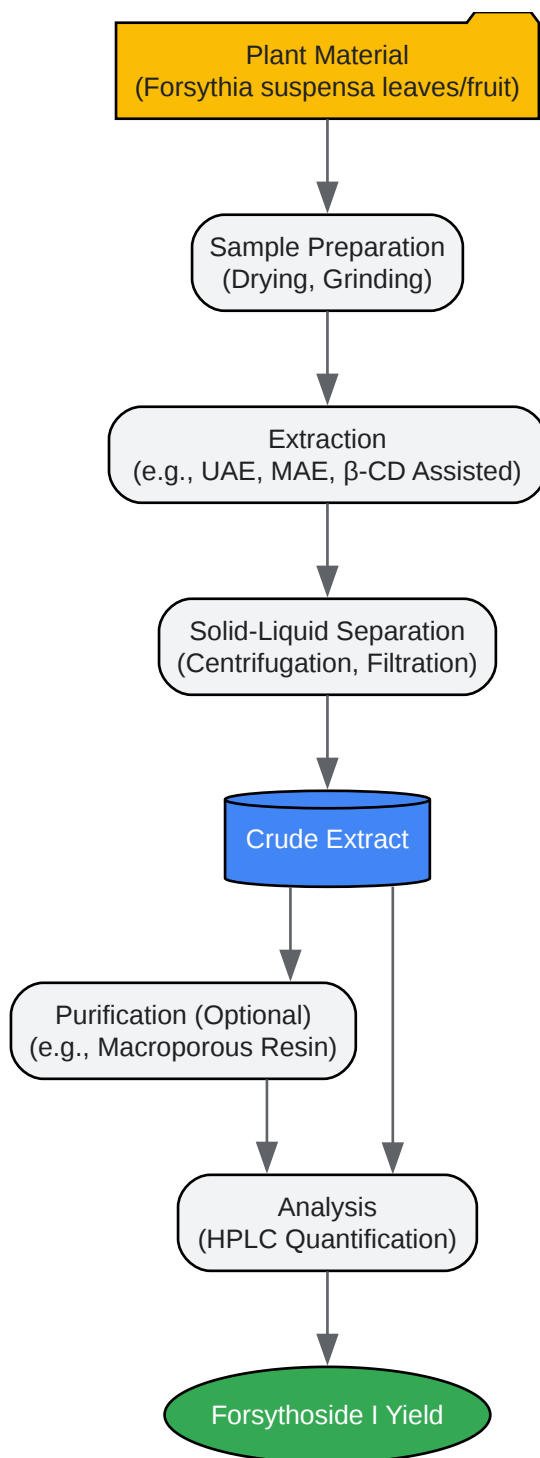 Plant Material
(Forsythia suspensa leaves/fruit)
Sample Preparation
(Drying, Grinding)
Extraction
(e.g., UAE, MAE, β-CD Assisted)
Solid-Liquid Separation
(Centrifugation, Filtration)
Crude Extract
Purification (Optional)
(e.g., Macroporous Resin)
Analysis
(HPLC Quantification)
Forsythoside I Yield